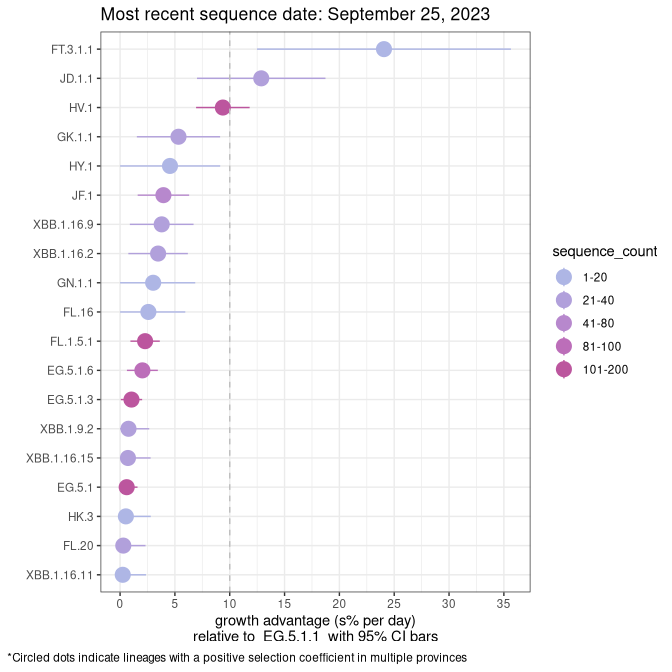 Most recent sequence date: September 25, 2023
FT.3.1.1
JD.1.1
HV.1
GK.1.1
HY.1
JF.1
XBB.1.16.9
XBB.1.16.2
GN.1.1
FL.16
FL.1.5.1
EG.5.1.6
EG.5.1.3
XBB.1.9.2
XBB.1.16.15
EG.5.1
HK.3
FL.20
XBB.1.16.11
0 5 10 15 20 25 30 35
growth advantage (s% per day)
relative to EG.5.1.1 with 95% CI bars
sequence_count
1-20
21-40
41-80
81-100
101-200
*Circled dots indicate lineages with a positive selection coefficient in multiple provinces